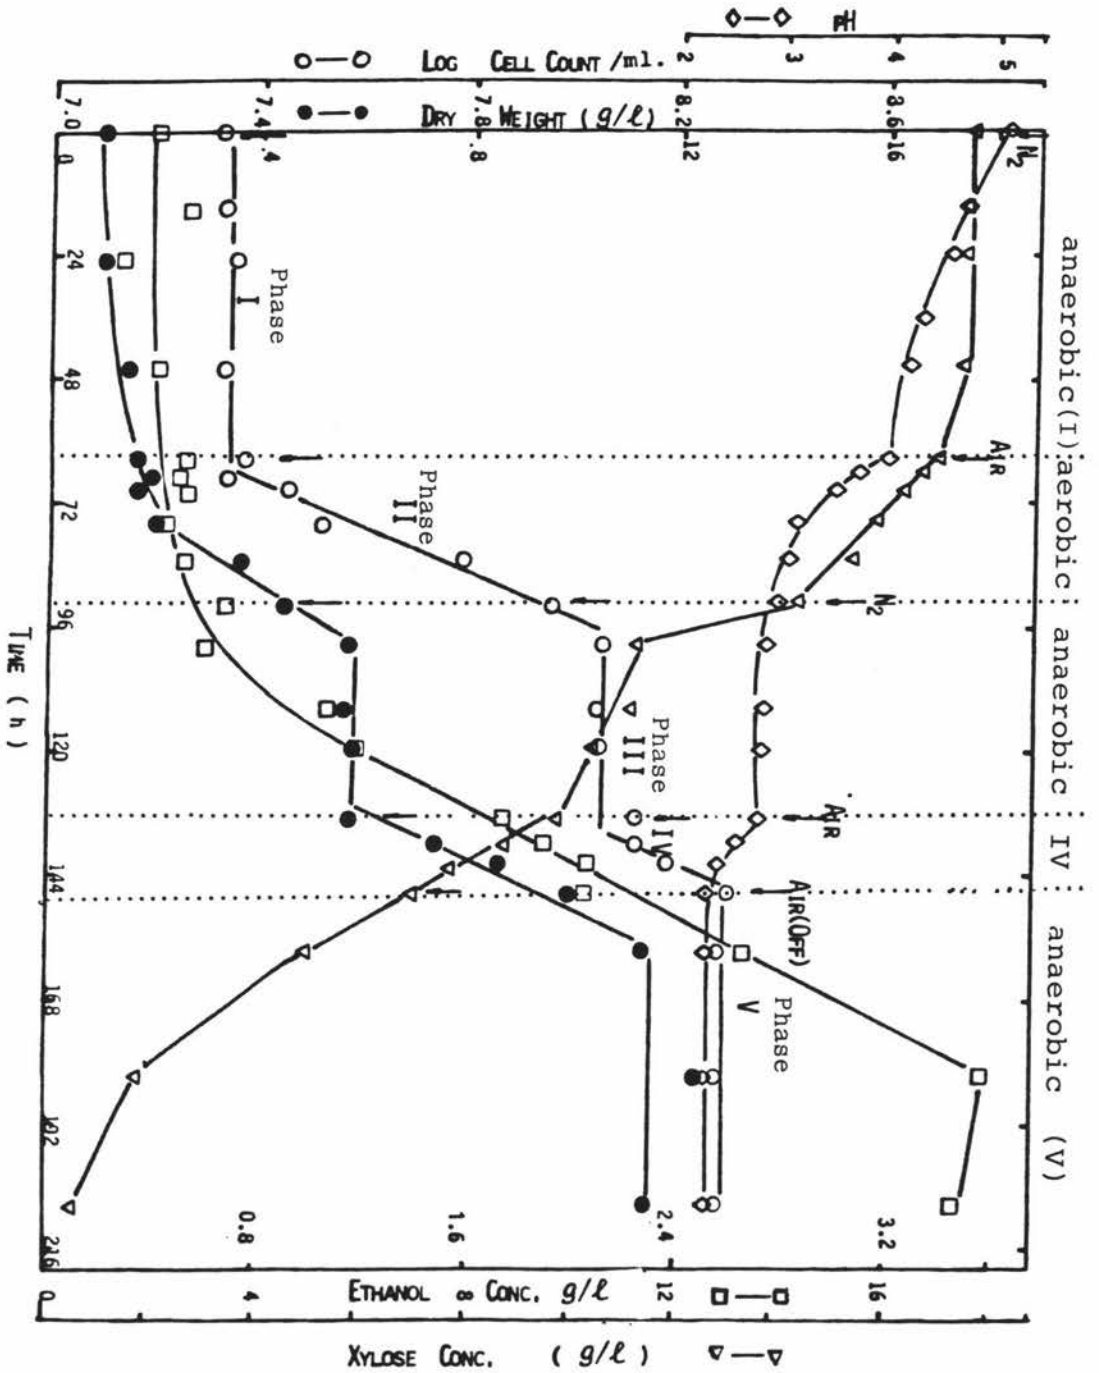 pH
2 3 4 5
LOG CELL COUNT /ml.
7.0 7.4 7.8 8.2 8.6
DRY WEIGHT (g/ℓ)
4 8 12 16
N2
AIR
N2
AIR
AIR(OFF)
anaerobic(I)
aerobic
anaerobic
IV
anaerobic (V)
Phase
I
Phase
II
Phase
III
IV
Phase
V
0 24 48 72 96 120 144 168 192 216
TIME (h)
0.8 1.6 2.4 3.2
ETHANOL CONC. g/ℓ
0 4 8 12 16
XYLOSE CONC. (g/ℓ)